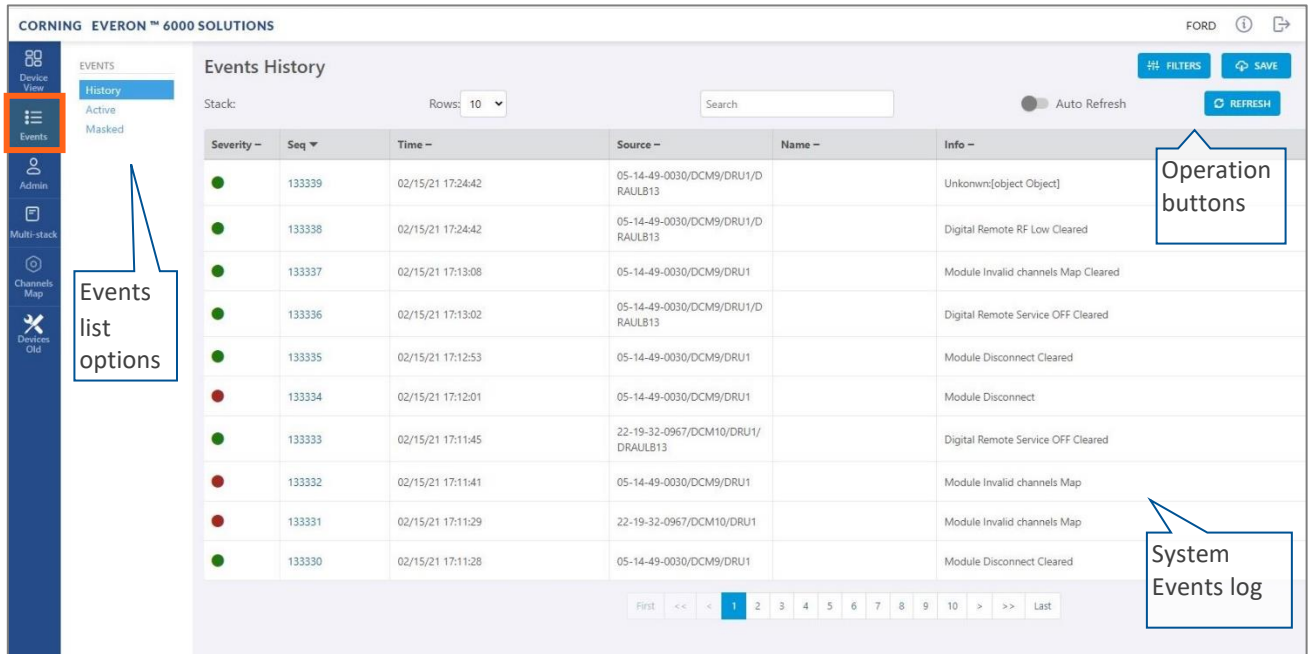 CORNING EVERON ™ 6000 SOLUTIONS
FORD
Device
View
Events
Admin
Multi-stack
Channels
Map
Devices
Old
EVENTS
History
Active
Masked
Events
list
options
Events History
FILTERS
SAVE
Stack:
Rows: 10
Search
Auto Refresh
REFRESH
Operation
buttons
Severity – Seq Time – Source – Name – Info –
133339 02/15/21 17:24:42 05-14-49-0030/DCM9/DRU1/D Unkonwn:[object Object]
RAULB13
133338 02/15/21 17:24:42 05-14-49-0030/DCM9/DRU1/D Digital Remote RF Low Cleared
RAULB13
133337 02/15/21 17:13:08 05-14-49-0030/DCM9/DRU1 Module Invalid channels Map Cleared
133336 02/15/21 17:13:02 05-14-49-0030/DCM9/DRU1/D Digital Remote Service OFF Cleared
RAULB13
133335 02/15/21 17:12:53 05-14-49-0030/DCM9/DRU1 Module Disconnect Cleared
133334 02/15/21 17:12:01 05-14-49-0030/DCM9/DRU1 Module Disconnect
133333 02/15/21 17:11:45 22-19-32-0967/DCM10/DRU1/ Digital Remote Service OFF Cleared
DRAULB13
133332 02/15/21 17:11:41 05-14-49-0030/DCM9/DRU1 Module Invalid channels Map
133331 02/15/21 17:11:29 22-19-32-0967/DCM10/DRU1 Module Invalid channels Map
133330 02/15/21 17:11:28 05-14-49-0030/DCM9/DRU1 Module Disconnect Cleared
System
Events log
First << < 1 2 3 4 5 6 7 8 9 10 > >> Last